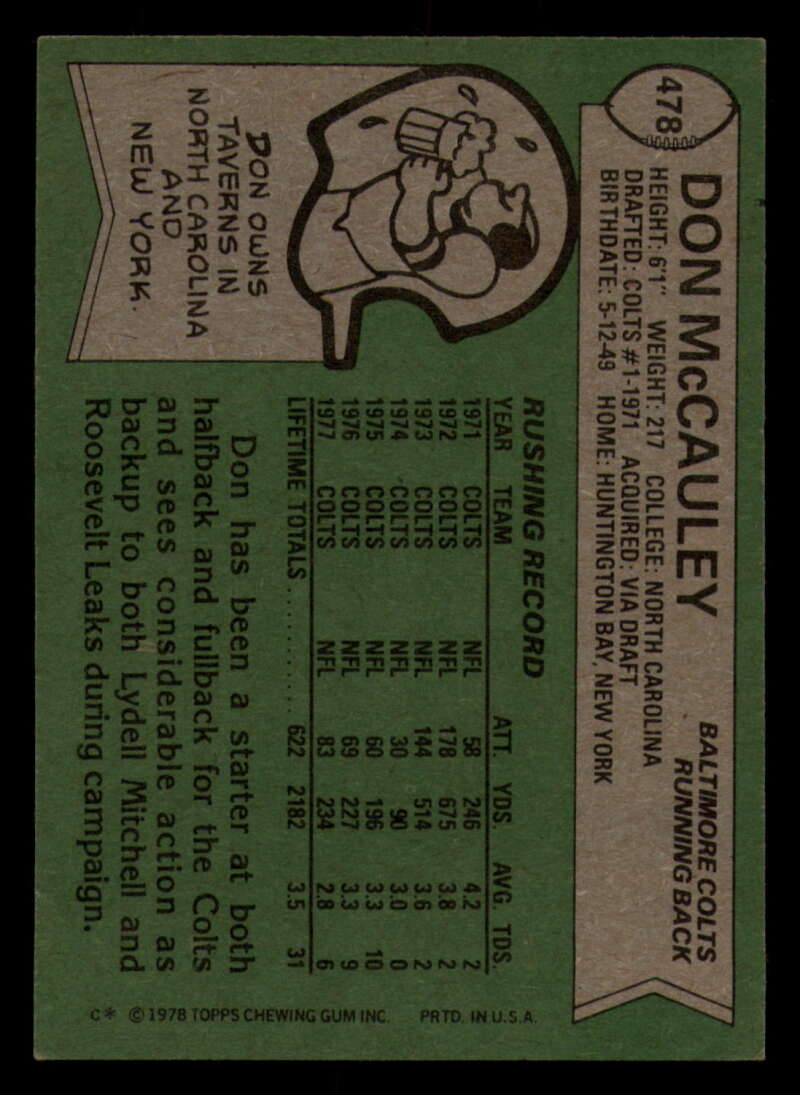 478
DON McCAULEY
BALTIMORE COLTS
RUNNING BACK
HEIGHT: 6'1" WEIGHT: 217 COLLEGE: NORTH CAROLINA
DRAFTED: COLTS #1-1971 ACQUIRED: VIA DRAFT
BIRTHDATE: 5-12-49 HOME: HUNTINGTON BAY, NEW YORK
DON OWNS
TAVERNS IN
NORTH CAROLINA
AND
NEW YORK.
RUSHING RECORD
YEAR TEAM ATT. YDS. AVG. TDS.
1971 COLTS NFL 58 246 4.2 2
1972 COLTS NFL 178 675 3.8 2
1973 COLTS NFL 144 514 3.6 2
1974 COLTS NFL 30 90 3.0 0
1975 COLTS NFL 60 196 3.3 10
1976 COLTS NFL 69 227 3.3 9
1977 COLTS NFL 83 234 2.8 6
LIFETIME TOTALS .......... 622 2182 3.5 31
Don has been a starter at both
halfback and fullback for the Colts
and sees considerable action as
backup to both Lydell Mitchell and
Roosevelt Leaks during campaign.
C* © 1978 TOPPS CHEWING GUM INC. PRTD. IN U.S.A.